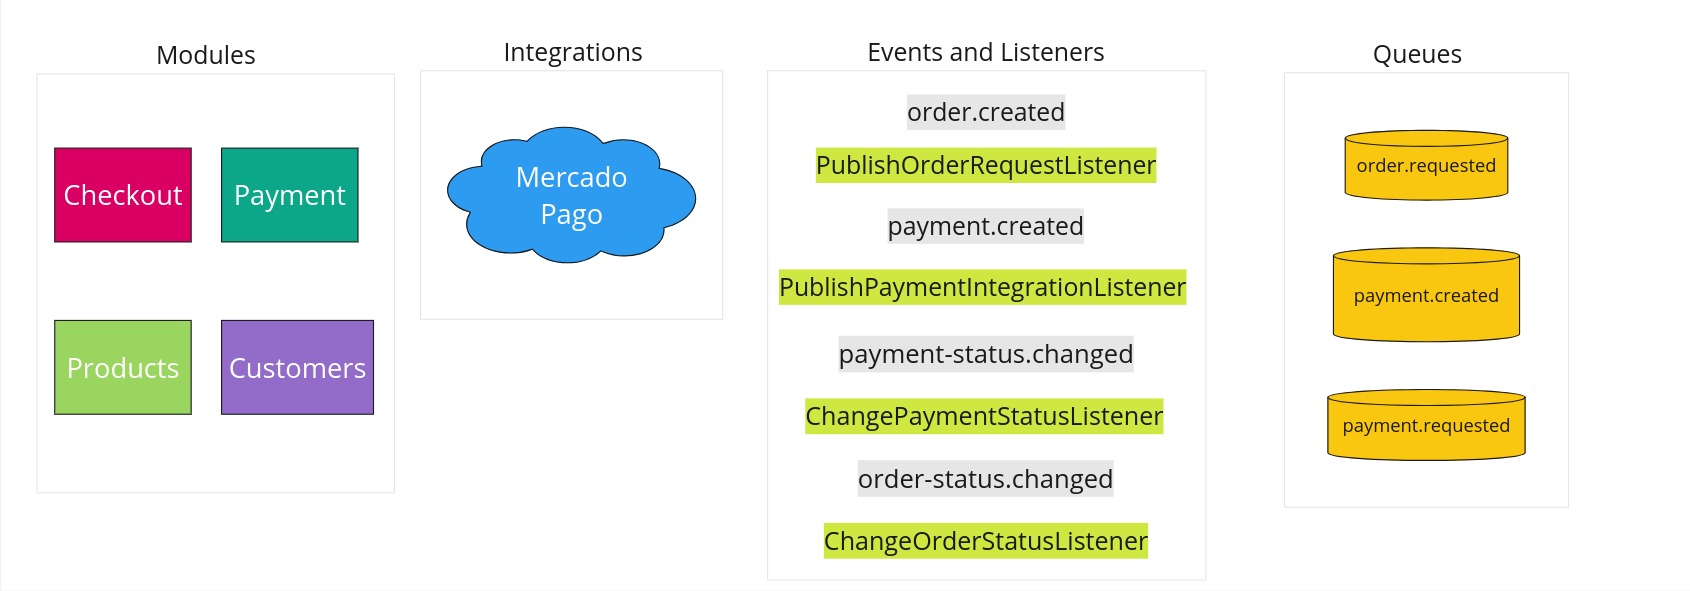 Modules
Checkout
Payment
Products
Customers
Integrations
Mercado
Pago
Events and Listeners
order.created
PublishOrderRequestListener
payment.created
PublishPaymentIntegrationListener
payment-status.changed
ChangePaymentStatusListener
order-status.changed
ChangeOrderStatusListener
Queues
order.requested
payment.created
payment.requested